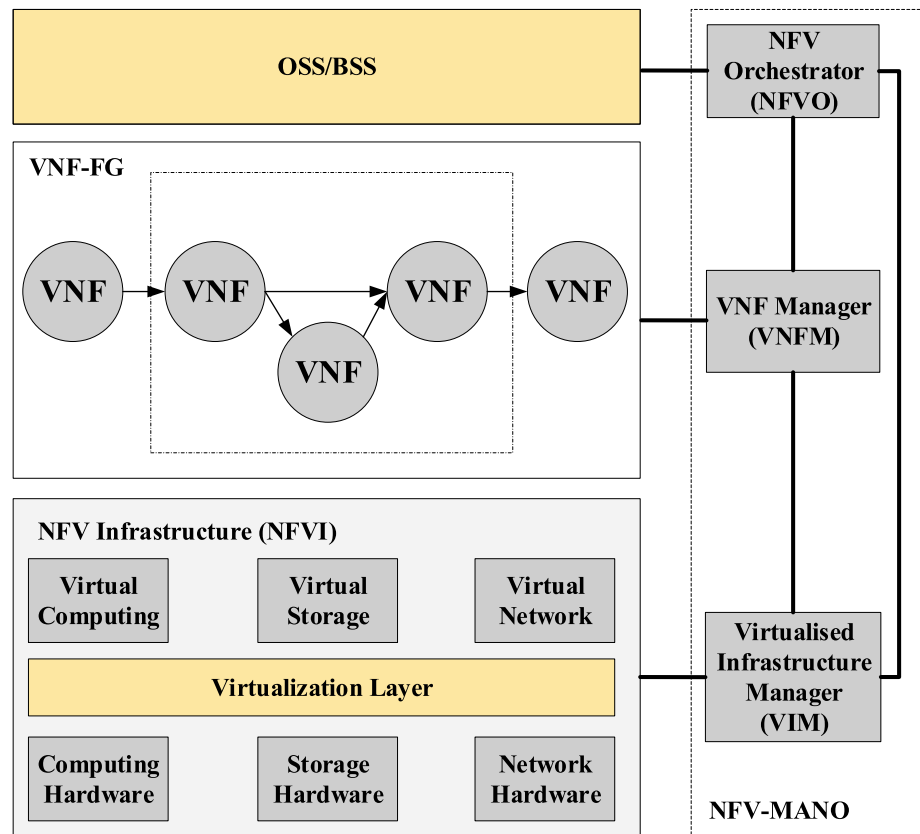 OSS/BSS
NFV
Orchestrator
(NFVO)
VNF-FG
VNF
VNF
VNF
VNF
VNF
VNF Manager
(VNFM)
NFV Infrastructure (NFVI)
Virtual
Computing
Virtual
Storage
Virtual
Network
Virtualization Layer
Computing
Hardware
Storage
Hardware
Network
Hardware
Virtualised
Infrastructure
Manager
(VIM)
NFV-MANO